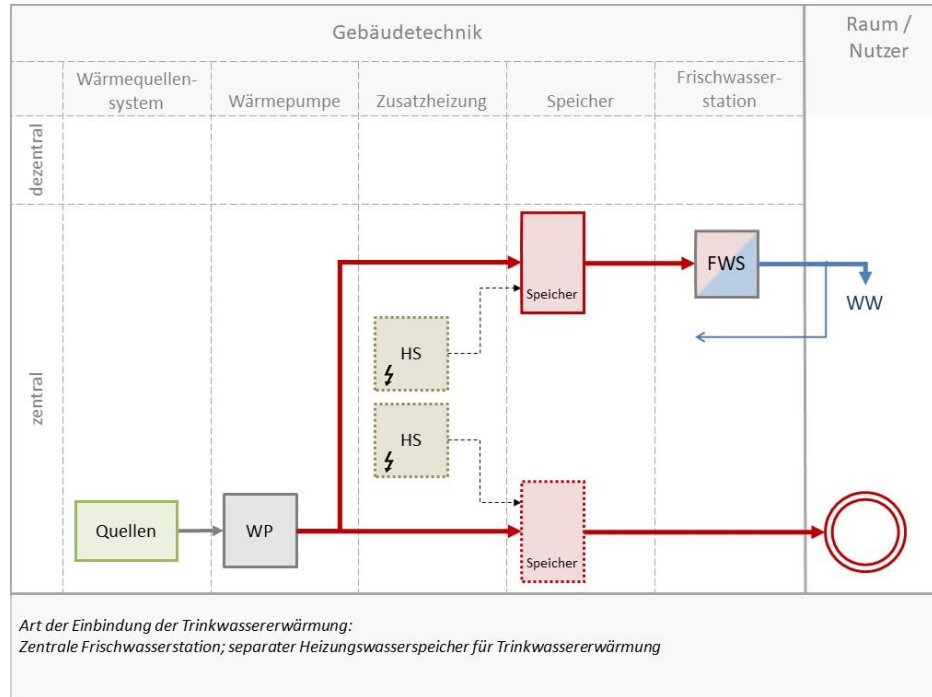 Gebäudetechnik
Raum /
Nutzer
Wärmequellen-
system
Wärmepumpe
Zusatzheizung
Speicher
Frischwasser-
station
dezentral
zentral
Speicher
FWS
WW
HS
HS
Quellen
WP
Speicher
Art der Einbindung der Trinkwassererwärmung:
Zentrale Frischwasserstation; separater Heizungswasserspeicher für Trinkwassererwärmung